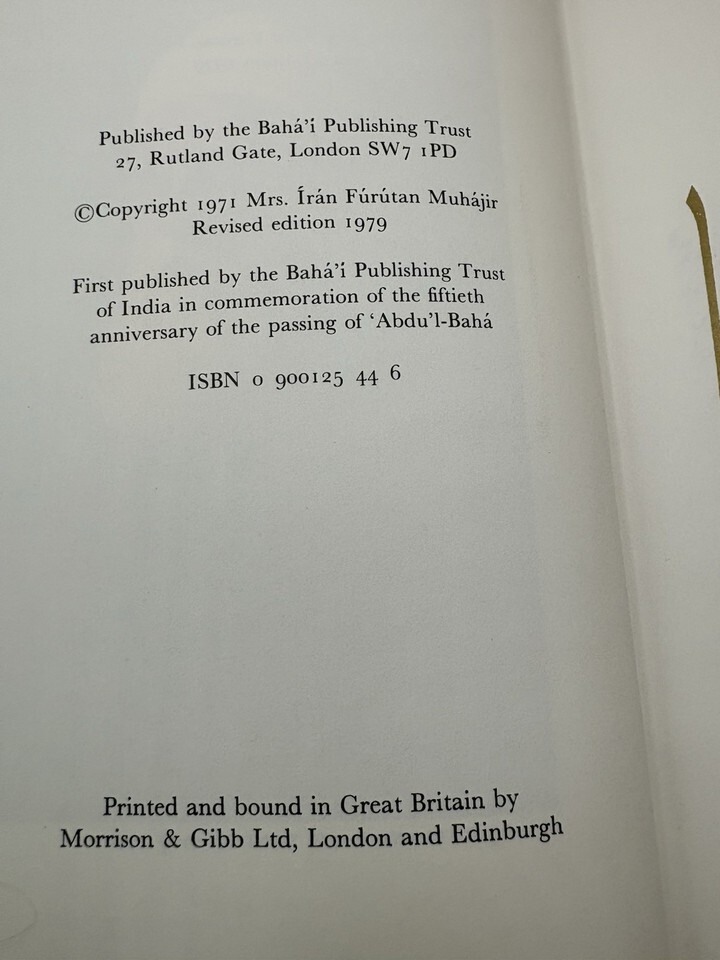 Published by the Bahá'í Publishing Trust
27, Rutland Gate, London SW7 1PD
©Copyright 1971 Mrs. Írán Fúrútan Muhájir
Revised edition 1979
First published by the Bahá'í Publishing Trust
of India in commemoration of the fiftieth
anniversary of the passing of ‘Abdu'l-Bahá
ISBN 0 900125 44 6
Printed and bound in Great Britain by
Morrison & Gibb Ltd, London and Edinburgh